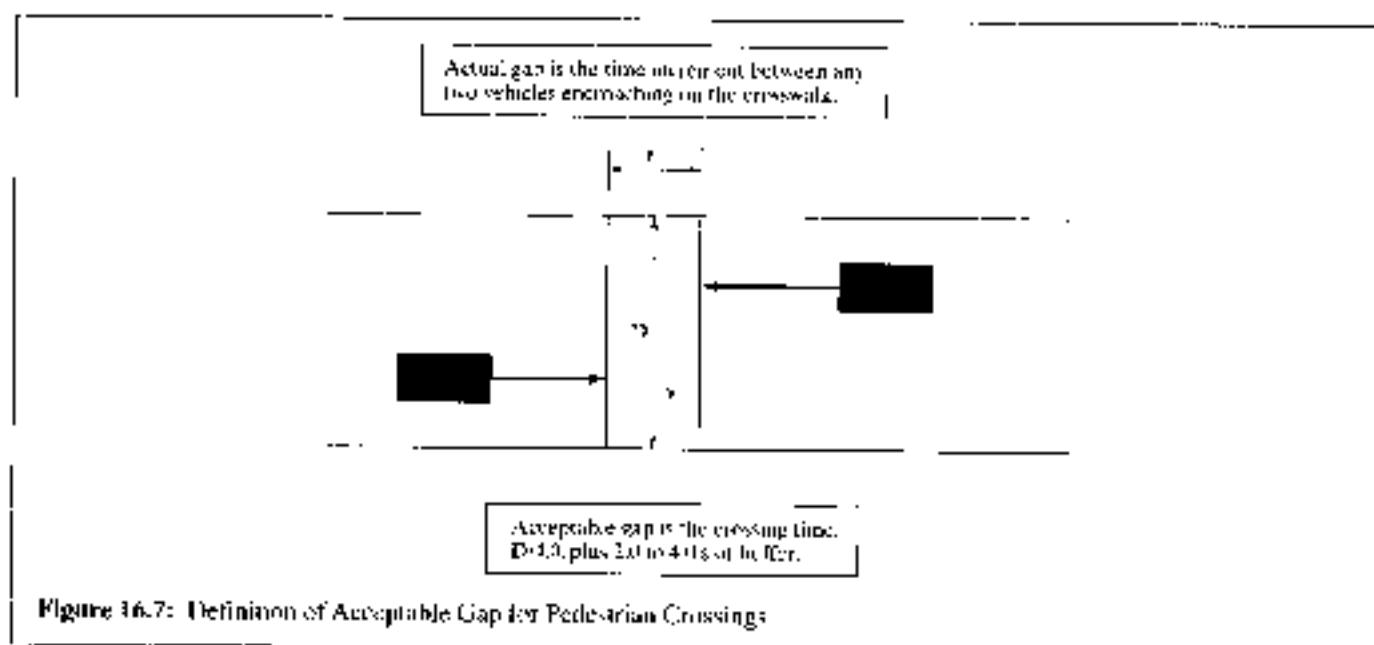 Actual gap is the time increment between any
two vehicles encroaching on the crosswalk.
Acceptable gap is the crossing time,
D/4.0, plus 2.0 to 4.0 s of buffer.
Figure 16.7: Definition of Acceptable Gap for Pedestrian Crossings